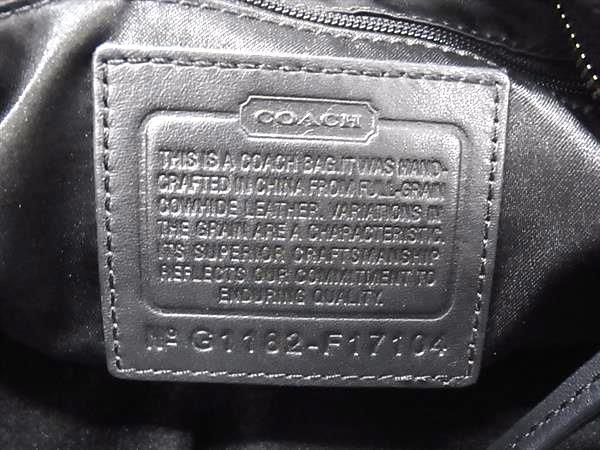 COACH
THIS IS A COACH BAG.IT WAS HAND-
CRAFTED IN CHINA FROM FULL-GRAIN
COWHIDE LEATHER. VARIATIONS IN
THE GRAIN ARE A CHARACTERISTIC.
ITS SUPERIOR CRAFTSMANSHIP
REFLECTS OUR COMMITMENT TO
ENDURING QUALITY.
Nº G1182-F17104